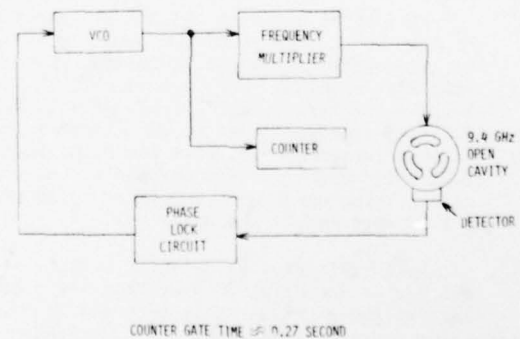 VCO
FREQUENCY
MULTIPLIER
COUNTER
9.4 GHz
OPEN
CAVITY
DETECTOR
PHASE
LOCK
CIRCUIT
COUNTER GATE TIME = 0.27 SECOND